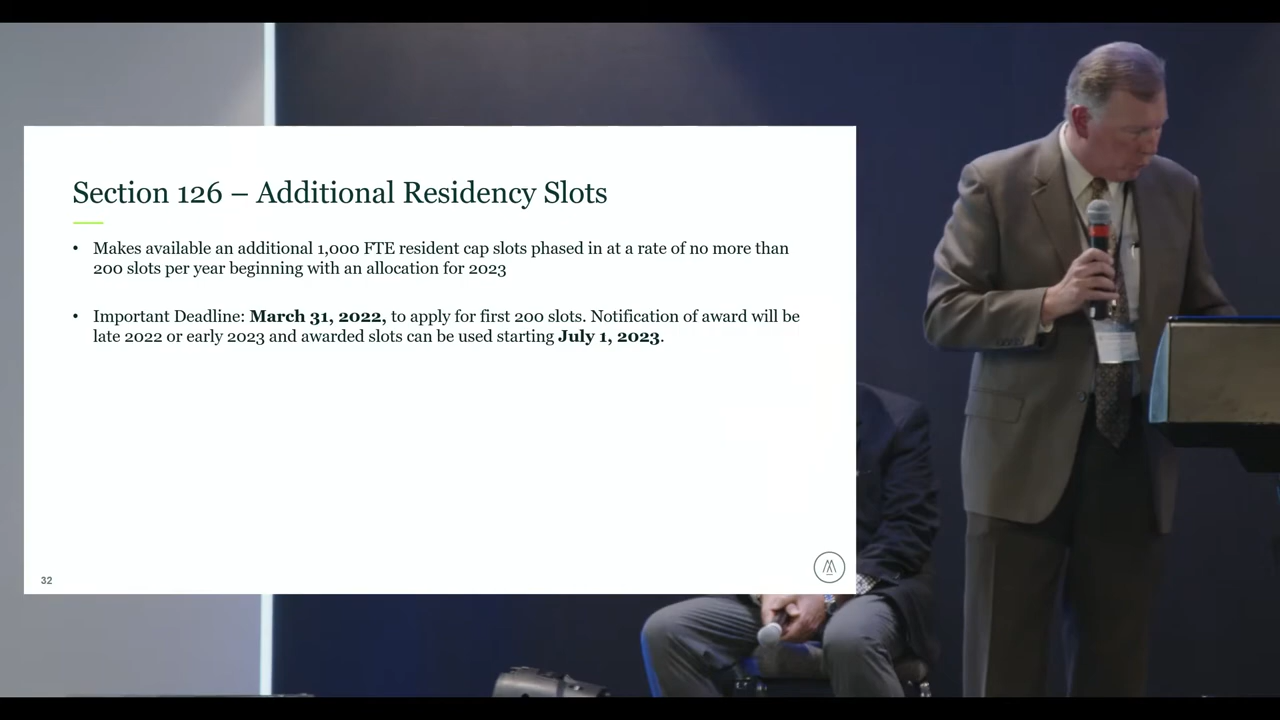 Section 126 – Additional Residency Slots
• Makes available an additional 1,000 FTE resident cap slots phased in at a rate of no more than
200 slots per year beginning with an allocation for 2023
• Important Deadline: March 31, 2022, to apply for first 200 slots. Notification of award will be
late 2022 or early 2023 and awarded slots can be used starting July 1, 2023.
32